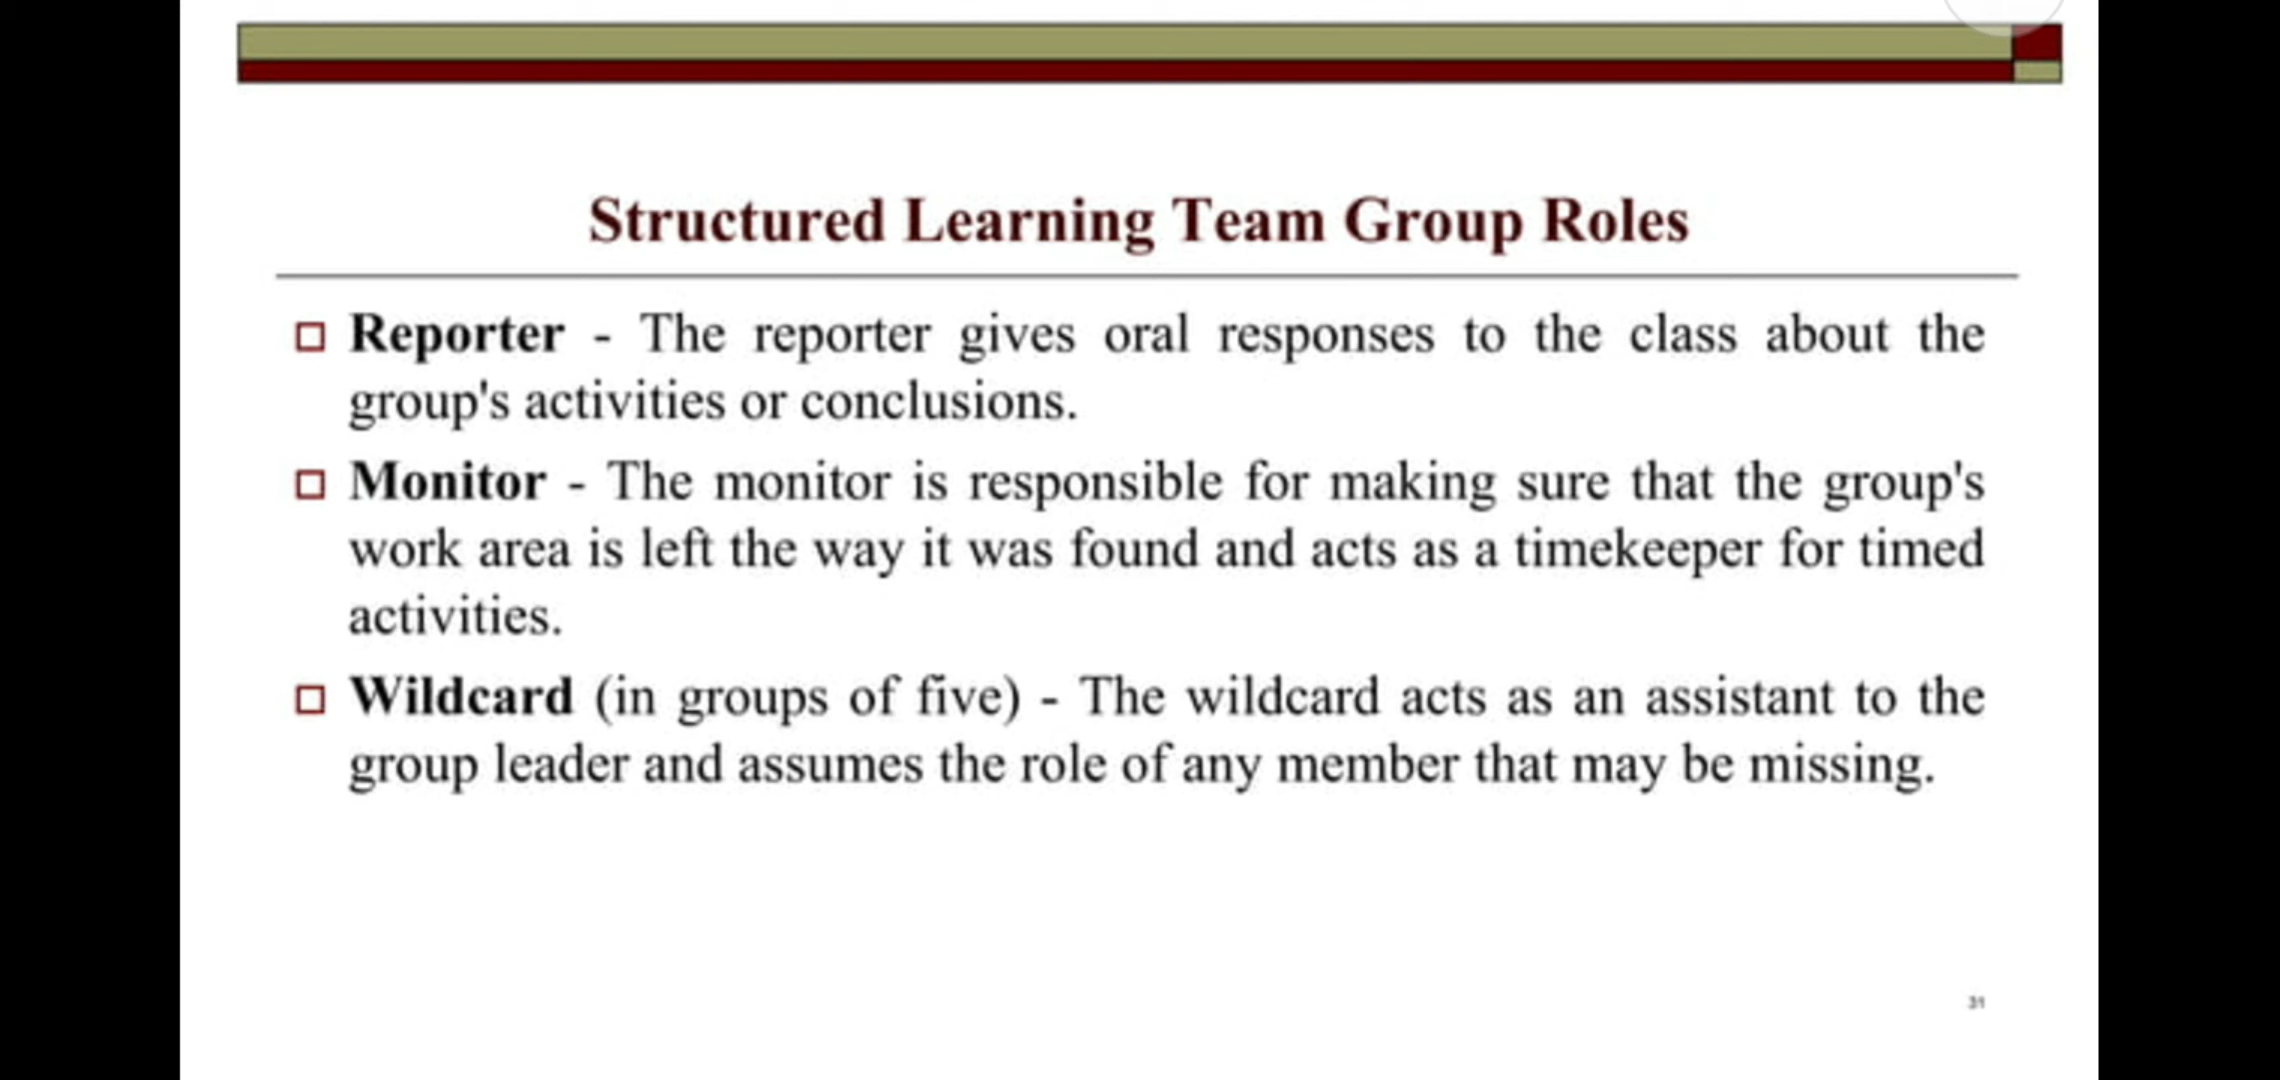 Structured Learning Team Group Roles
Reporter - The reporter gives oral responses to the class about the
group's activities or conclusions.
Monitor - The monitor is responsible for making sure that the group's
work area is left the way it was found and acts as a timekeeper for timed
activities.
Wildcard (in groups of five) - The wildcard acts as an assistant to the
group leader and assumes the role of any member that may be missing.
31